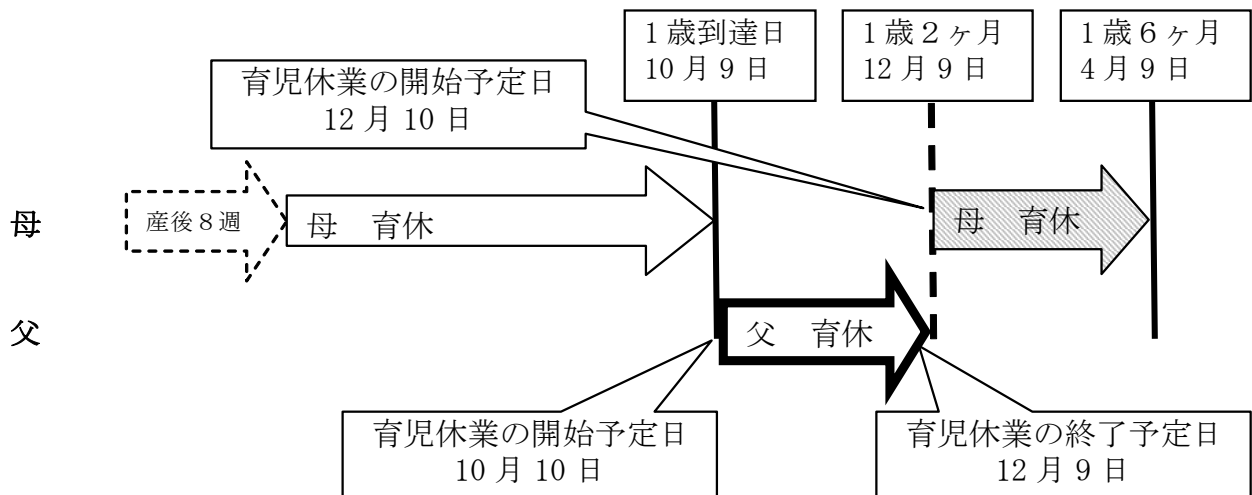 1歳到達日
10月9日
1歳2ヶ月
12月9日
1歳6ヶ月
4月9日
育児休業の開始予定日
12月10日
母
産後8週
母 育休
母 育休
父
父 育休
育児休業の開始予定日
10月10日
育児休業の終了予定日
12月9日